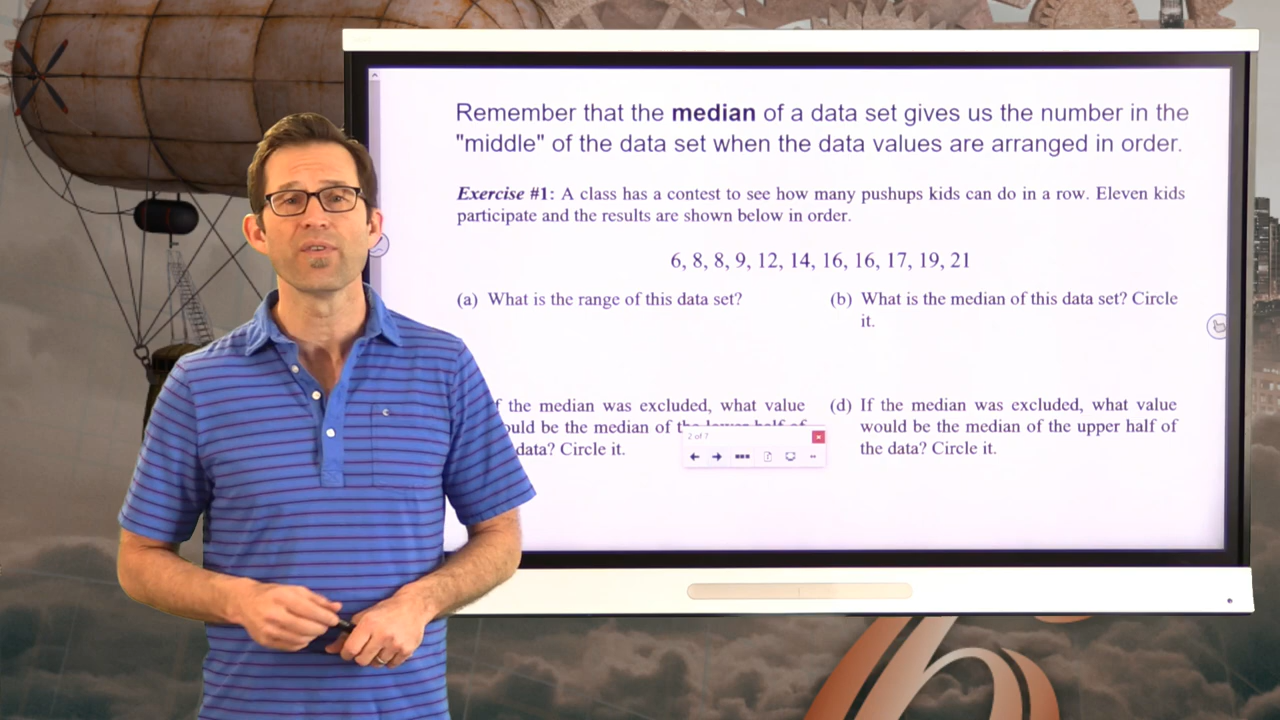 Remember that the median of a data set gives us the number in the
"middle" of the data set when the data values are arranged in order.
Exercise #1: A class has a contest to see how many pushups kids can do in a row. Eleven kids
participate and the results are shown below in order.
6, 8, 8, 9, 12, 14, 16, 16, 17, 19, 21
(a) What is the range of this data set?
(b) What is the median of this data set? Circle
it.
the median was excluded, what value
median of
data? Circle it.
(d) If the median was excluded, what value
would be the median of the upper half of
the data? Circle it.
2 of 7